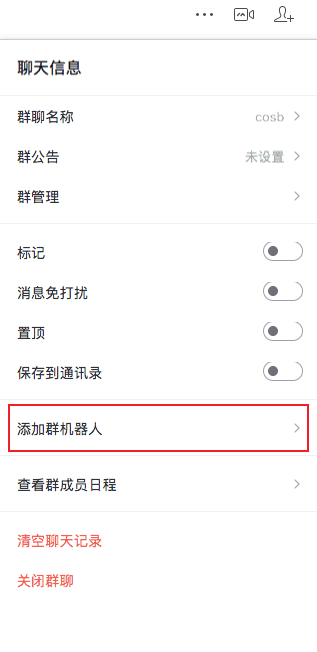 聊天信息
群聊名称 cosb
群公告 未设置
群管理
标记
消息免打扰
置顶
保存到通讯录
添加群机器人
查看群成员日程
清空聊天记录
关闭群聊